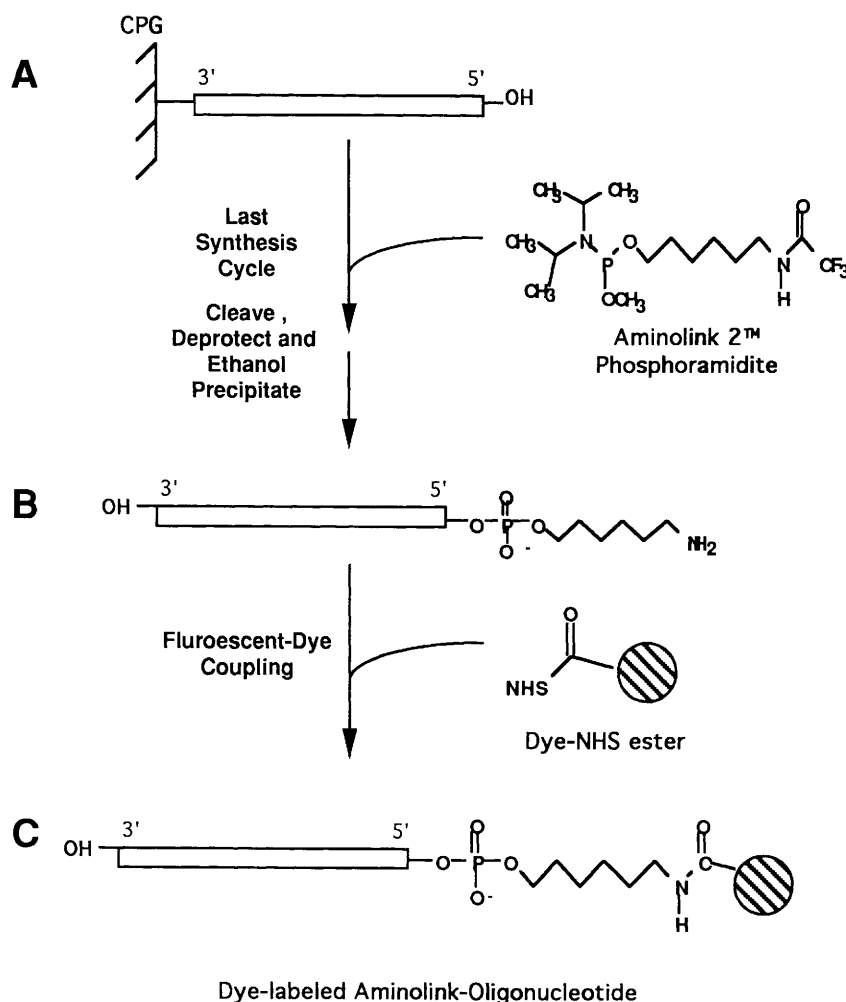 CPG
A
3'
5'
OH
Last
Synthesis
Cycle
CH3
CH3
CH3
N
CH3
P
O
OCH3
N
H
O
CF3
Aminolink 2™
Phosphoramidite
Cleave ,
Deprotect and
Ethanol
Precipitate
B
OH
3'
5'
O
O
P
O -
O
NH2
Fluroescent-Dye
Coupling
O
NHS
Dye-NHS ester
C
OH
3'
5'
O
O
P
O-
O
N
H
O
C
Dye-labeled Aminolink-Oligonucleotide